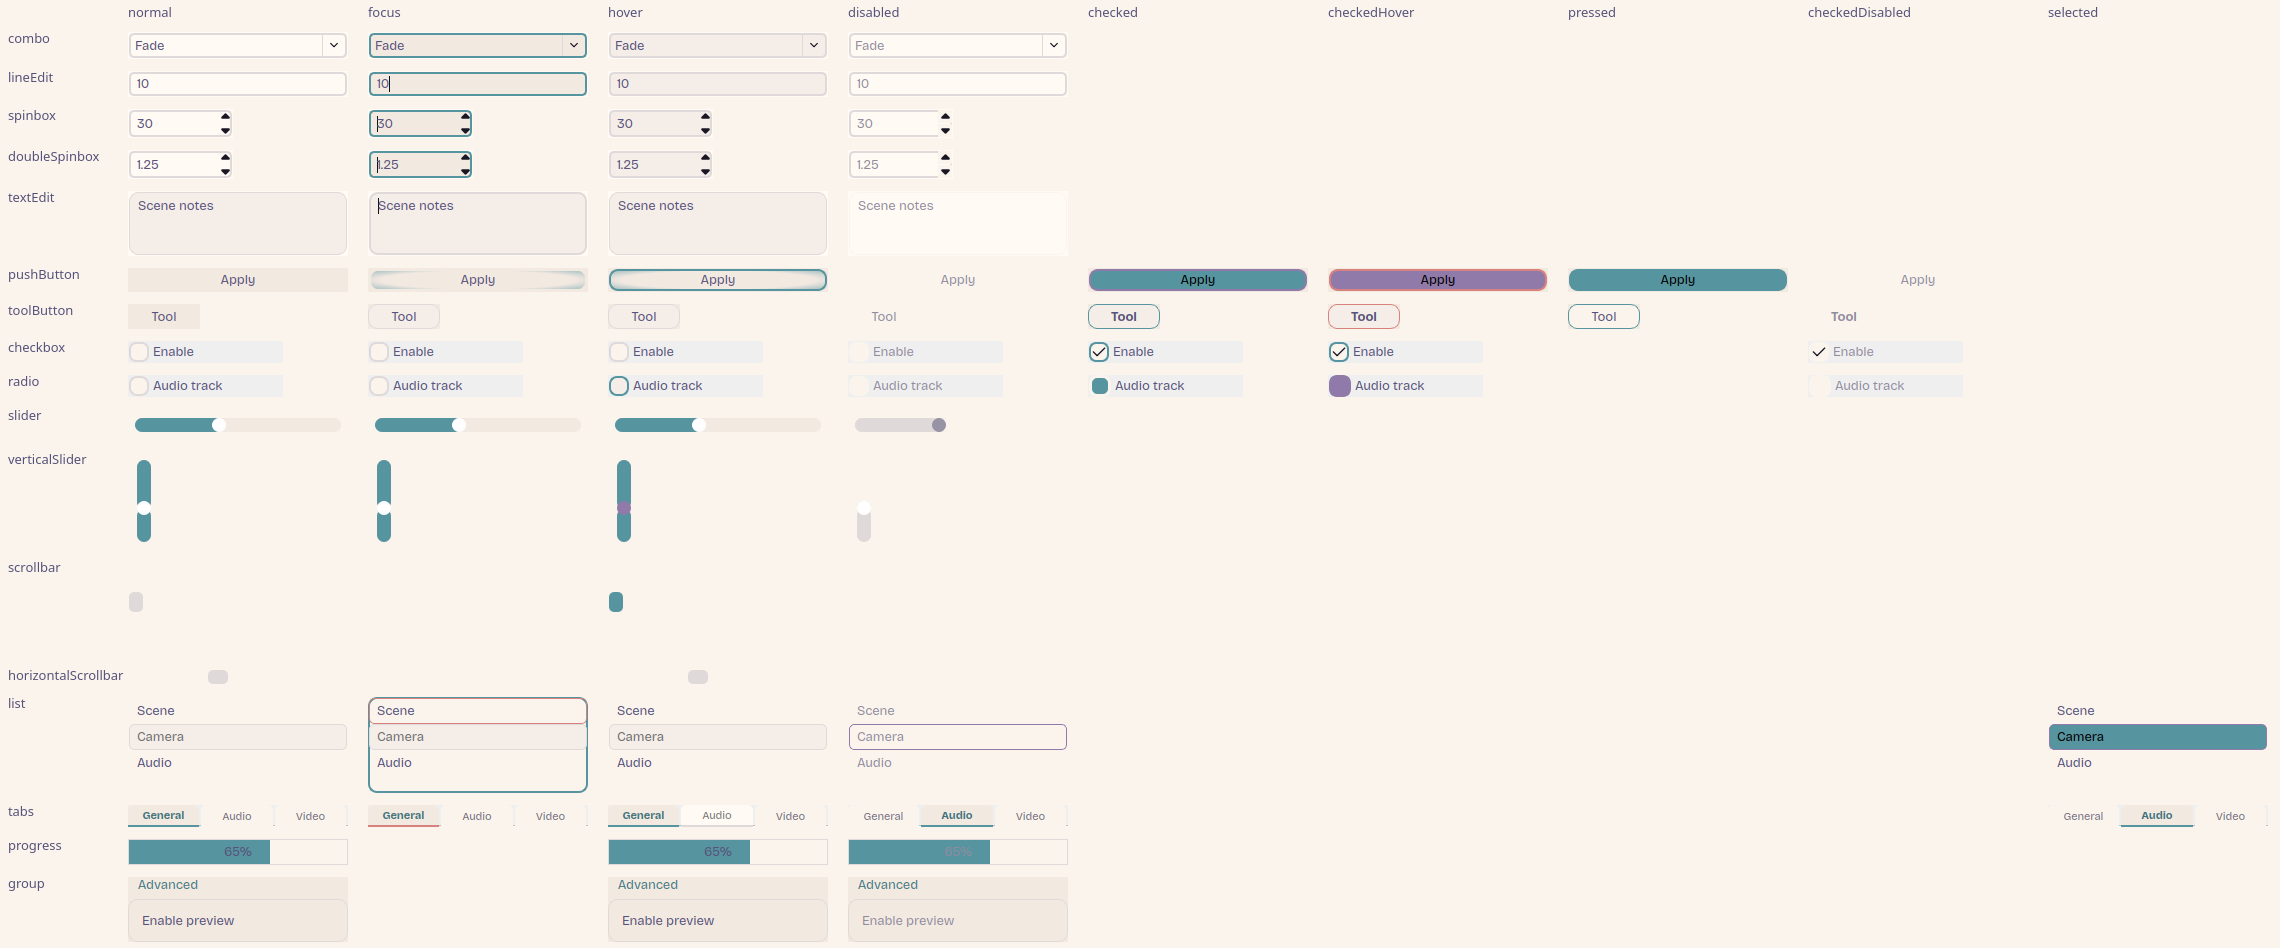 normal focus hover disabled checked checkedHover pressed checkedDisabled selected
combo Fade Fade Fade Fade
lineEdit 10 10 10 10
spinbox 30 30 30 30
doubleSpinbox 1.25 1.25 1.25 1.25
textEdit Scene notes Scene notes Scene notes Scene notes
pushButton Apply Apply Apply Apply Apply Apply Apply Apply
toolButton Tool Tool Tool Tool Tool Tool Tool Tool
checkbox Enable Enable Enable Enable Enable Enable Enable
radio Audio track Audio track Audio track Audio track Audio track Audio track Audio track
slider
verticalSlider
scrollbar
horizontalScrollbar
list Scene Scene Scene Scene Scene
Camera Camera Camera Camera Camera
Audio Audio Audio Audio Audio
tabs General Audio Video General Audio Video General Audio Video General Audio Video General Audio Video
progress 65% 65% 65%
group Advanced Advanced Advanced
Enable preview Enable preview Enable preview